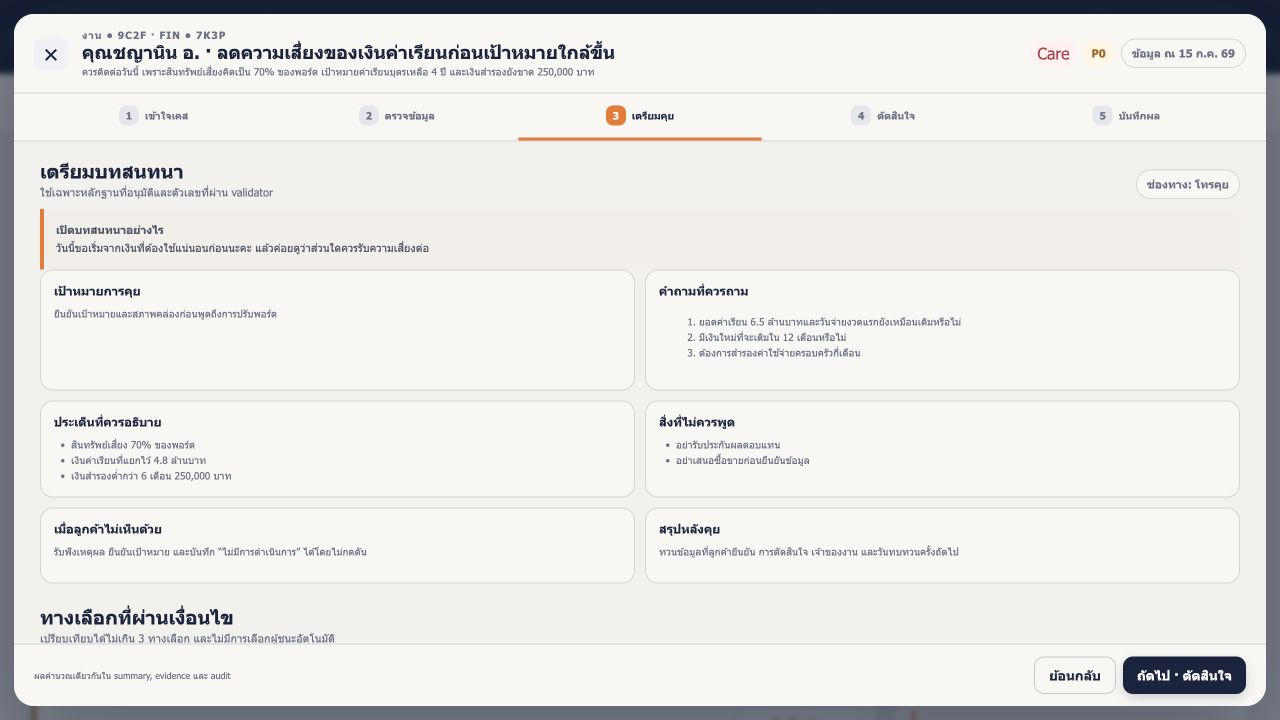 งาน • 9C2F · FIN • 7K3P
คุณชญานิน อ. · ลดความเสี่ยงของเงินค่าเรียนก่อนเป้าหมายใกล้ขึ้น
ควรติดต่อวันนี้ เพราะสินทรัพย์เสี่ยงคิดเป็น 70% ของพอร์ต เป้าหมายค่าเรียนบุตรเหลือ 4 ปี และเงินสำรองยังขาด 250,000 บาท
Care
P0
ข้อมูล ณ 15 ก.ค. 69
1 เข้าใจเคส
2 ตรวจข้อมูล
3 เตรียมคุย
4 ตัดสินใจ
5 บันทึกผล
เตรียมบทสนทนา
ใช้เฉพาะหลักฐานที่อนุมัติและตัวเลขที่ผ่าน validator
ช่องทาง: โทรคุย
เปิดบทสนทนาอย่างไร
วันนี้ขอเริ่มจากเงินที่ต้องใช้แน่นอนก่อนนะคะ แล้วค่อยดูว่าส่วนใดควรรับความเสี่ยงต่อ
เป้าหมายการคุย
ยืนยันเป้าหมายและสภาพคล่องก่อนพูดถึงการปรับพอร์ต
คำถามที่ควรถาม
1. ยอดค่าเรียน 6.5 ล้านบาทและวันจ่ายงวดแรกยังเหมือนเดิมหรือไม่
2. มีเงินใหม่ที่จะเติมใน 12 เดือนหรือไม่
3. ต้องการสำรองค่าใช้จ่ายครอบครัวกี่เดือน
ประเด็นที่ควรอธิบาย
• สินทรัพย์เสี่ยง 70% ของพอร์ต
• เงินค่าเรียนที่แยกไว้ 4.8 ล้านบาท
• เงินสำรองต่ำกว่า 6 เดือน 250,000 บาท
สิ่งที่ไม่ควรพูด
• อย่ารับประกันผลตอบแทน
• อย่าเสนอซื้อขายก่อนยืนยันข้อมูล
เมื่อลูกค้าไม่เห็นด้วย
รับฟังเหตุผล ยืนยันเป้าหมาย และบันทึก “ไม่มีการดำเนินการ” ได้โดยไม่กดดัน
สรุปหลังคุย
ทวนข้อมูลที่ลูกค้ายืนยัน การตัดสินใจ เจ้าของงาน และวันทบทวนครั้งถัดไป
ทางเลือกที่ผ่านเงื่อนไข
เปรียบเทียบได้ไม่เกิน 3 ทางเลือก และไม่มีการเลือกผู้ชนะอัตโนมัติ
ผลคำนวณเดียวกันใน summary, evidence และ audit
ย้อนกลับ
ถัดไป · ตัดสินใจ